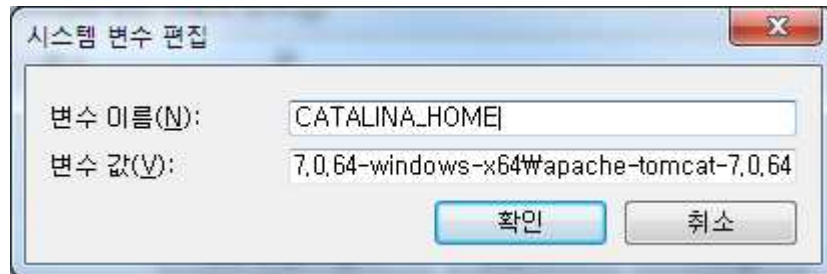 시스템 변수 편집
변수 이름(N): CATALINA_HOME
변수 값(V): 7.0.64-windows-x64₩apache-tomcat-7.0.64
확인 취소